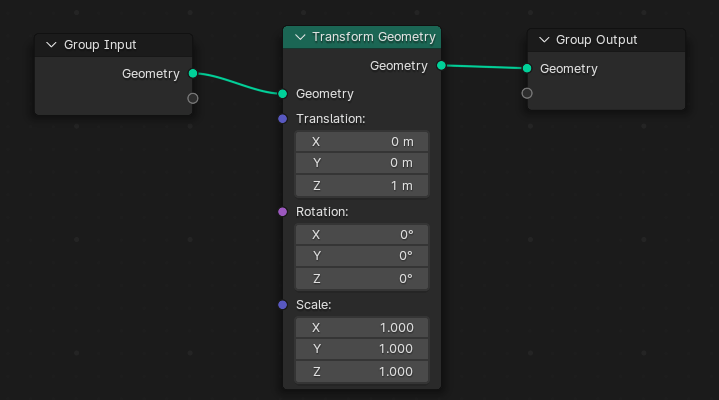 Group Input
Geometry
Transform Geometry
Geometry
Geometry
Translation:
X 0 m
Y 0 m
Z 1 m
Rotation:
X 0°
Y 0°
Z 0°
Scale:
X 1.000
Y 1.000
Z 1.000
Group Output
Geometry